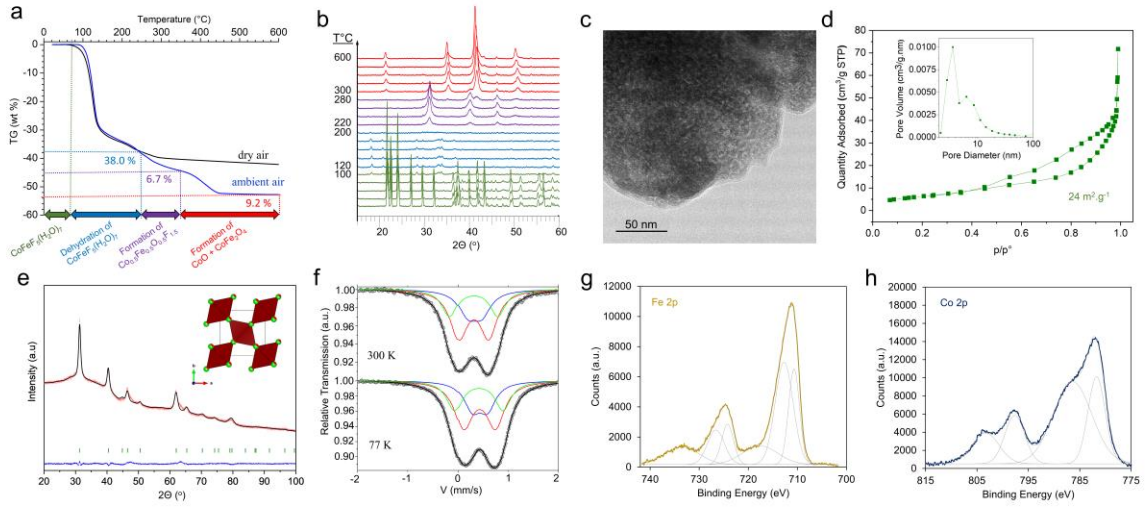 a
Temperature (°C)
0 100 200 300 400 500 600
TG (wt %)
0
-10
-20
-30
-40
-50
-60
38.0 %
6.7 %
9.2 %
dry air
ambient air
CoFeF5(H2O)7
Dehydration of
CoFeF5(H2O)7
Formation of
Co0.5Fe0.5O0.5F1.5
Formation of
CoO + CoFe2O4
b
T°C
600
300
280
220
200
120
100
15 20 25 30 35 40 45 50 55 60
2Θ (°)
c
50 nm
d
Quantity Adsorbed (cm³/g STP)
80
70
60
50
40
30
20
10
0
0.0 0.2 0.4 0.6 0.8 1.0
p/p°
24 m².g⁻¹
Pore Volume (cm3/g.nm)
0.0100
0.0075
0.0050
0.0025
0.0000
1 10 100
Pore Diameter (nm)
e
Intensity (a.u)
20 30 40 50 60 70 80 90 100
2Θ (°)
f
Relative Transmission (a.u.)
1.00
0.96
0.94
0.92
0.91
300 K
1.00
0.98
0.96
0.94
0.92
0.90
77 K
-2 -1 0 1 2
V (mm/s)
g
Fe 2p
Counts (a.u.)
12000
10000
8000
6000
4000
2000
0
740 730 720 710 700
Binding Energy (eV)
h
Co 2p
Counts (a.u.)
20000
18000
16000
14000
12000
10000
8000
6000
4000
2000
0
815 805 795 785 775
Binding Energy (eV)